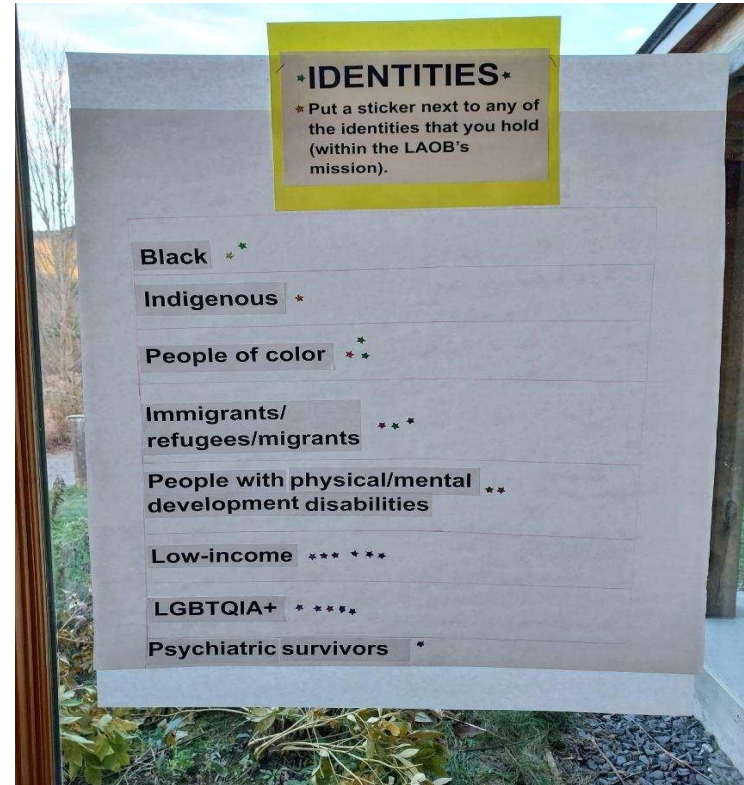 IDENTITIES
Put a sticker next to any of
the identities that you hold
(within the LAOB's
mission).
Black
Indigenous
People of color
Immigrants/
refugees/migrants
People with physical/mental
development disabilities
Low-income
LGBTQIA+
Psychiatric survivors